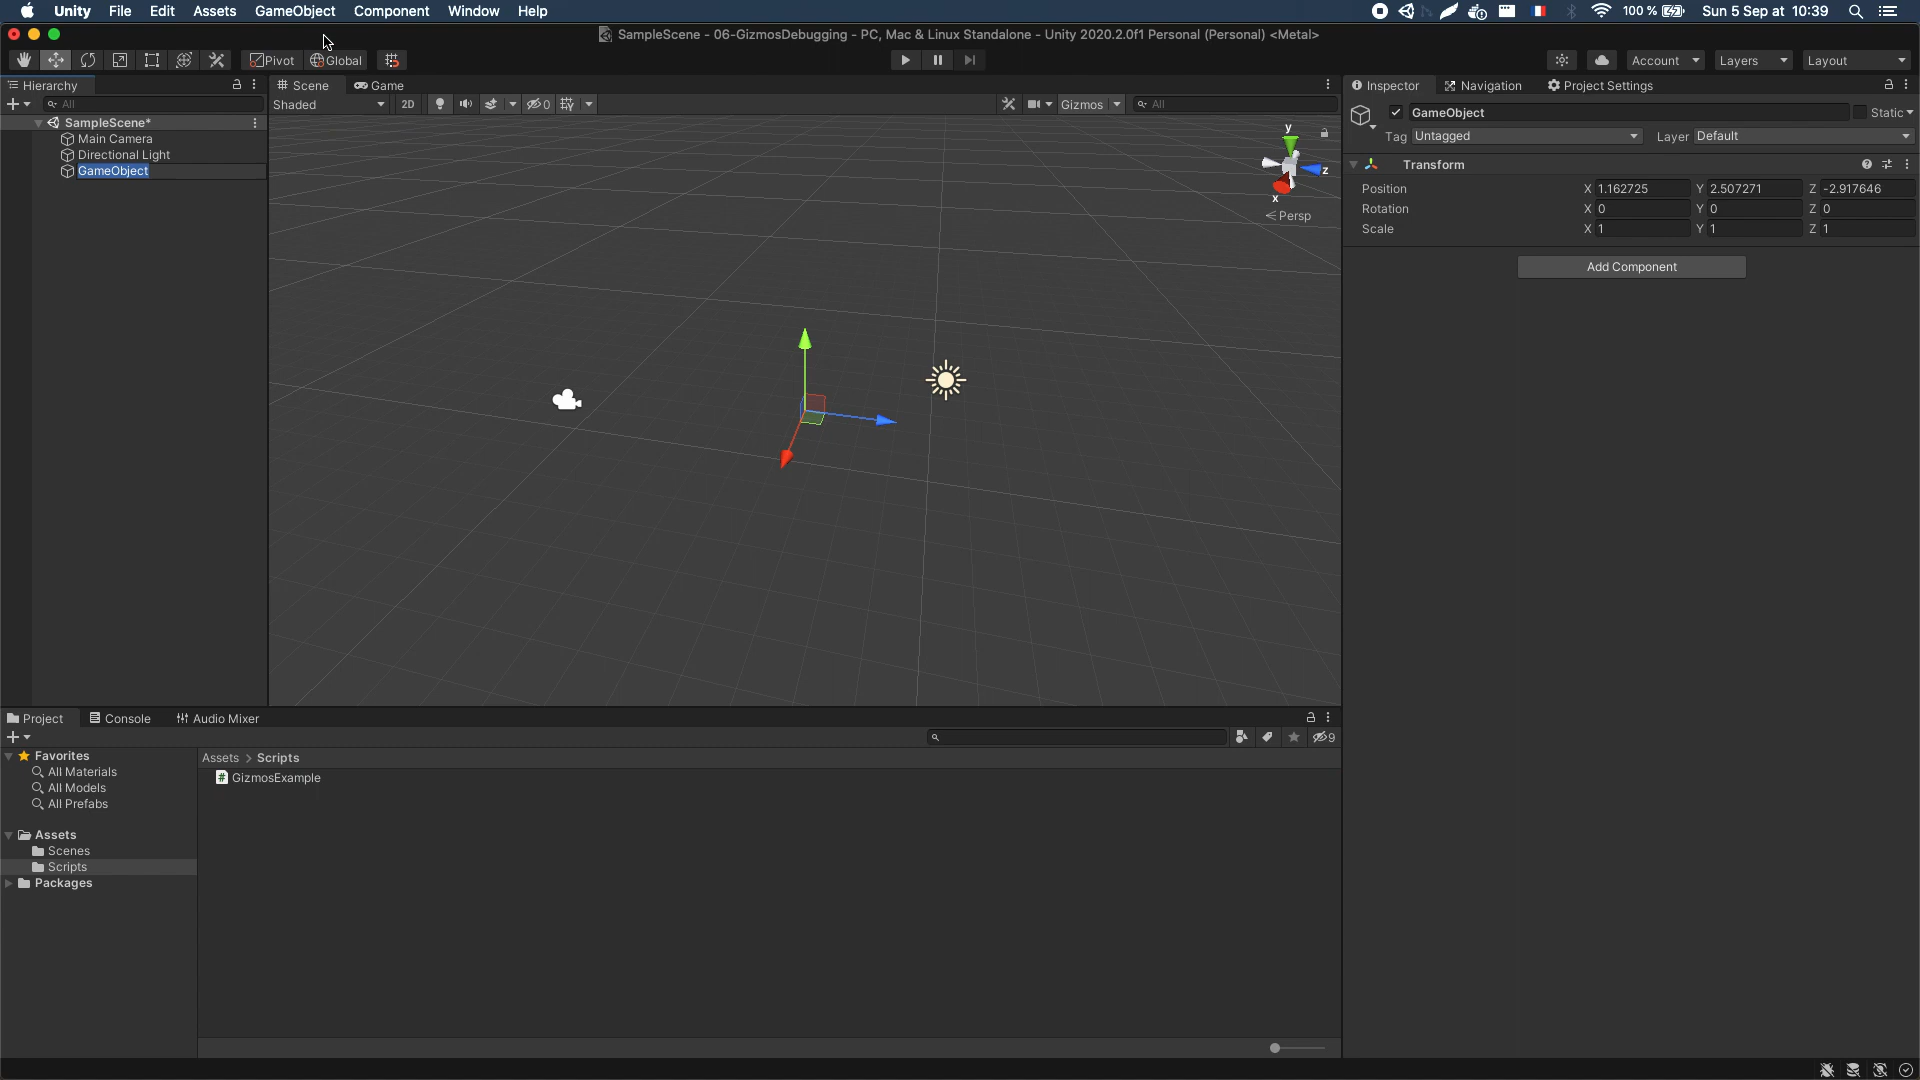 Unity File Edit Assets GameObject Component Window Help 100 % Sun 5 Sep at 10:39
SampleScene - 06-GizmosDebugging - PC, Mac & Linux Standalone - Unity 2020.2.0f1 Personal (Personal) <Metal>
Pivot Global Account Layers Layout
Hierarchy
All
SampleScene*
Main Camera
Directional Light
GameObject
Scene Game
Shaded 2D 0 Gizmos All
y
z
x
Persp
Inspector Navigation Project Settings
GameObject Static
Tag Untagged Layer Default
Transform
Position X 1.162725 Y 2.507271 Z -2.917646
Rotation X 0 Y 0 Z 0
Scale X 1 Y 1 Z 1
Add Component
Project Console Audio Mixer
9
Favorites
All Materials
All Models
All Prefabs
Assets
Scenes
Scripts
Packages
Assets > Scripts
# GizmosExample